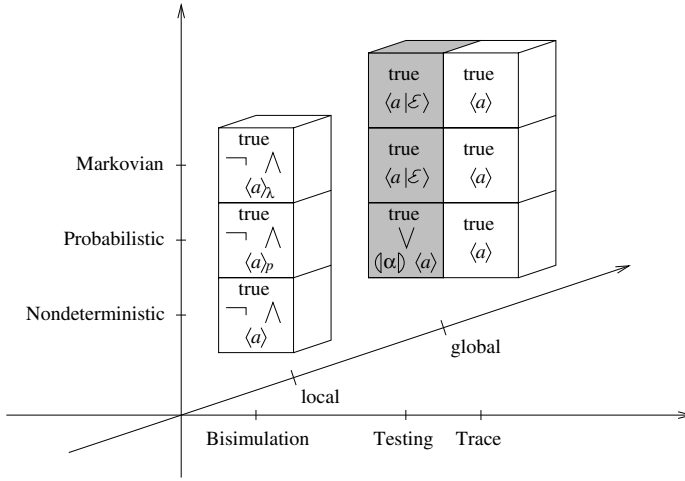 true
⟨a|ℰ⟩
true
⟨a⟩
true
¬ ∧
⟨a⟩λ
true
⟨a|ℰ⟩
true
⟨a⟩
Markovian
true
¬ ∧
⟨a⟩p
true
∨
⦅α⦆ ⟨a⟩
true
⟨a⟩
Probabilistic
true
¬ ∧
⟨a⟩
Nondeterministic
global
local
Bisimulation
Testing
Trace